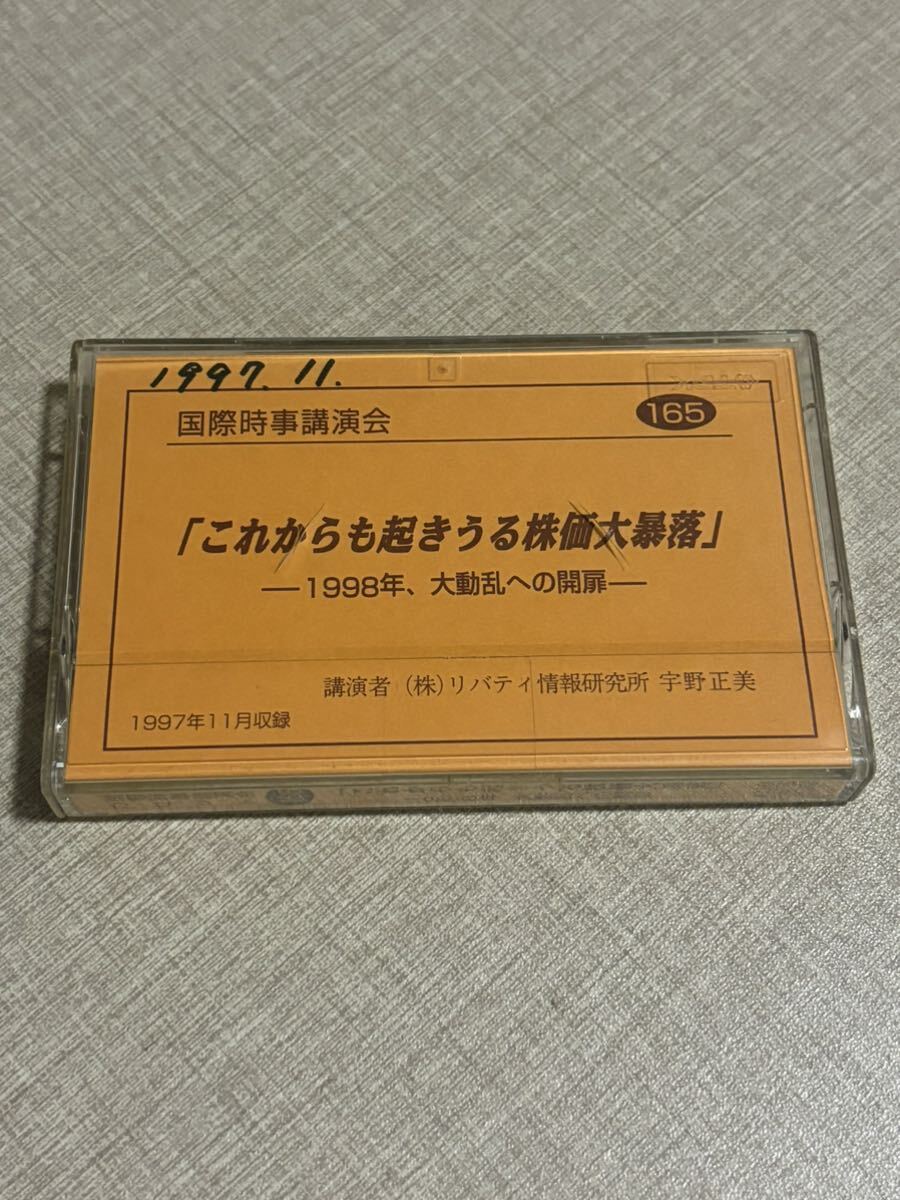 1997.11.
国際時事講演会
165
「これからも起きうる株価大暴落」
―1998年、大動乱への開扉―
講演者 (株)リバティ情報研究所 宇野正美
1997年11月収録